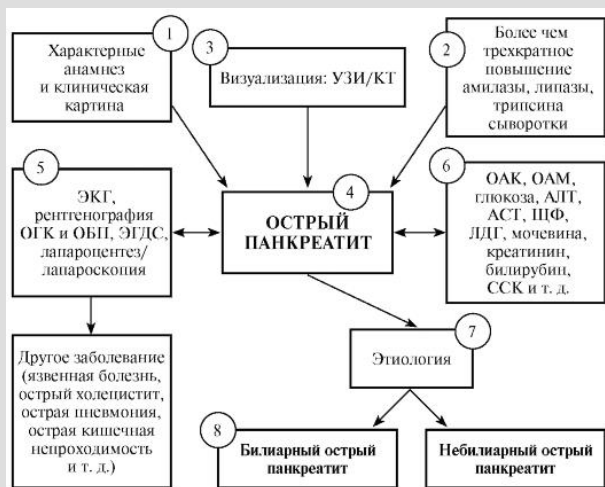 1
Характерные
анамнез
и клиническая
картина
3
Визуализация: УЗИ/КТ
2
Более чем
трехкратное
повышение
амилазы, липазы,
трипсина
сыворотки
5
ЭКГ,
рентгенография
ОГК и ОБП, ЭГДС,
лапароцентез/
лапароскопия
4
ОСТРЫЙ
ПАНКРЕАТИТ
6
ОАК, ОАМ,
глюкоза, АЛТ,
АСТ, ЩФ,
ЛДГ, мочевина,
креатинин,
билирубин,
ССК и т. д.
Другое заболевание
(язвенная болезнь,
острый холецистит,
острая пневмония,
острая кишечная
непроходимость
и т. д.)
7
Этиология
8
Билиарный острый
панкреатит
Небилиарный острый
панкреатит